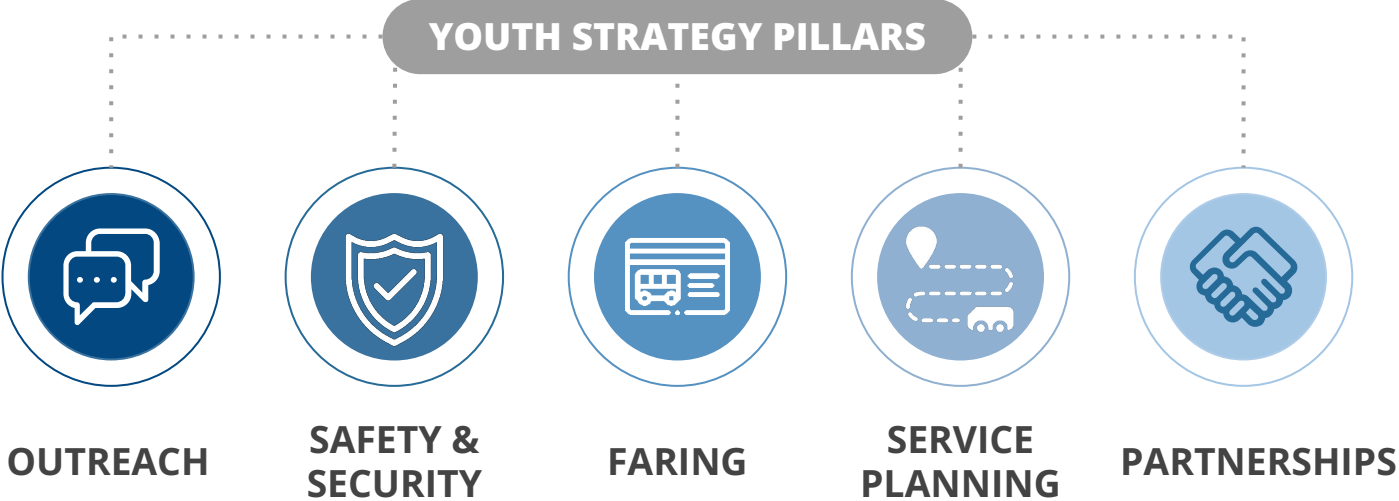 YOUTH STRATEGY PILLARS
OUTREACH
SAFETY &
SECURITY
FARING
SERVICE
PLANNING
PARTNERSHIPS